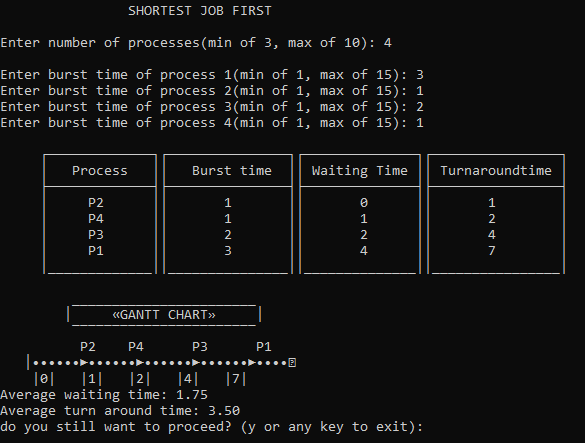 SHORTEST JOB FIRST
Enter number of processes(min of 3, max of 10): 4
Enter burst time of process 1(min of 1, max of 15): 3
Enter burst time of process 2(min of 1, max of 15): 1
Enter burst time of process 3(min of 1, max of 15): 2
Enter burst time of process 4(min of 1, max of 15): 1
Process Burst time Waiting Time Turnaroundtime
P2 1 0 1
P4 1 1 2
P3 2 2 4
P1 3 4 7
«GANTT CHART»
P2 P4 P3 P1
|0| |1| |2| |4| |7|
Average waiting time: 1.75
Average turn around time: 3.50
do you still want to proceed? (y or any key to exit):